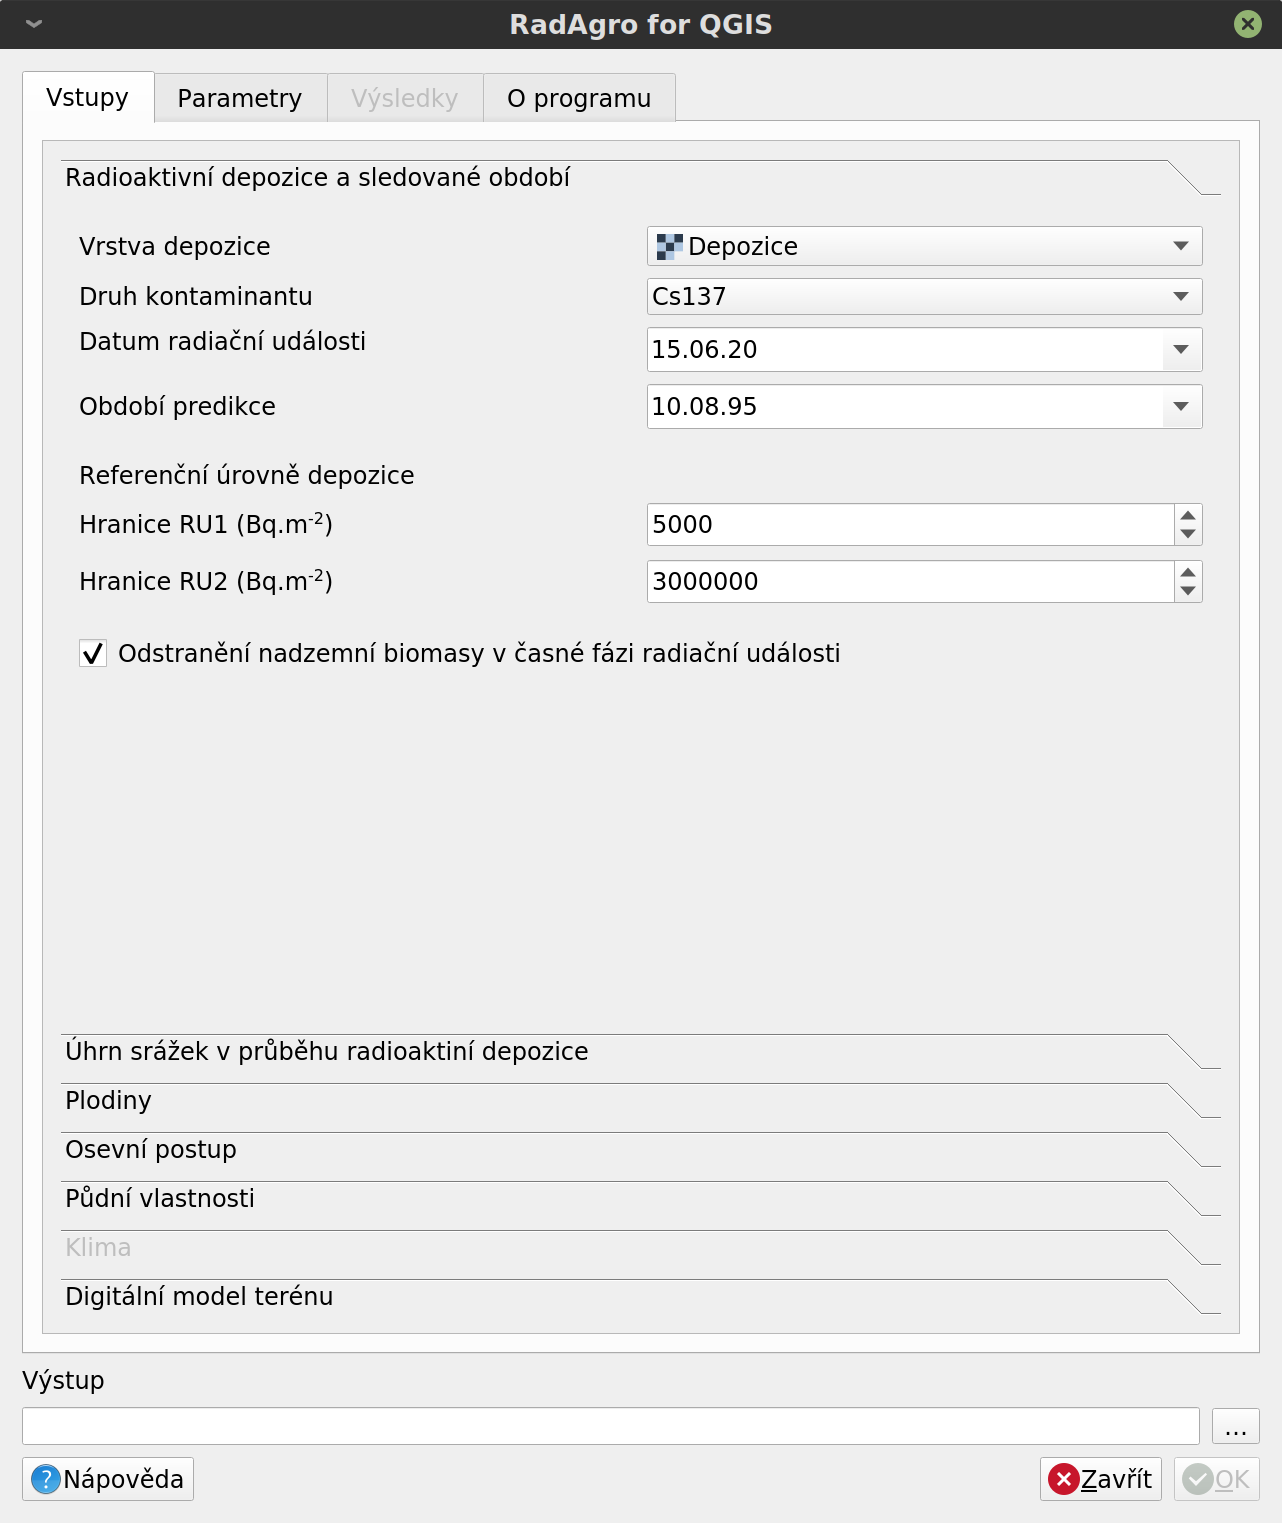 RadAgro for QGIS
Vstupy
Parametry
Výsledky
O programu
Radioaktivní depozice a sledované období
Vrstva depozice
Depozice
Druh kontaminantu
Cs137
Datum radiační události
15.06.20
Období predikce
10.08.95
Referenční úrovně depozice
Hranice RU1 (Bq.m⁻²)
5000
Hranice RU2 (Bq.m⁻²)
3000000
Odstranění nadzemní biomasy v časné fázi radiační události
Úhrn srážek v průběhu radioaktiní depozice
Plodiny
Osevní postup
Půdní vlastnosti
Klima
Digitální model terénu
Výstup
...
Nápověda
Zavřít
OK